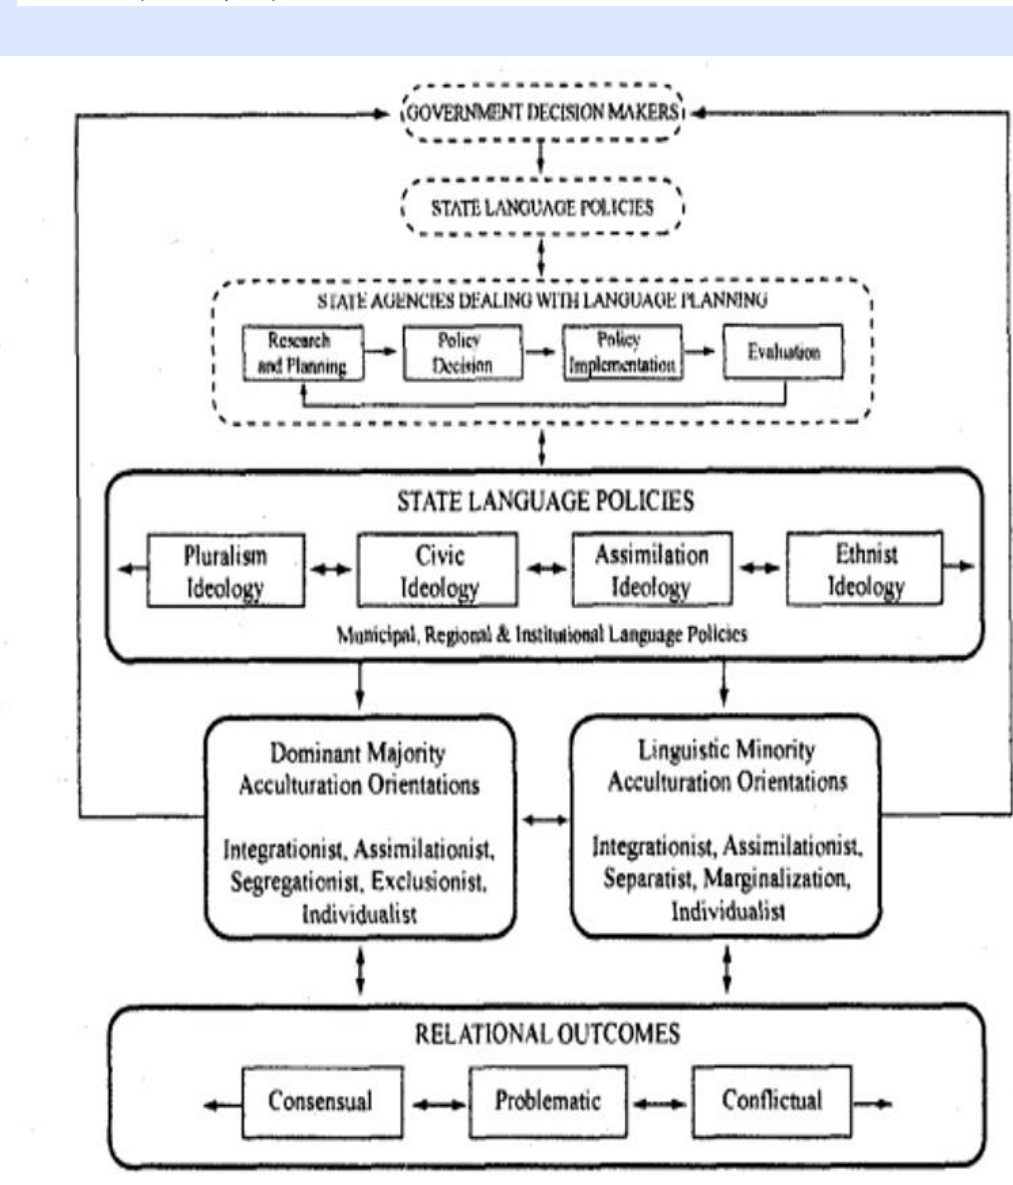 GOVERNMENT DECISION MAKERS
STATE LANGUAGE POLICIES
STATE AGENCIES DEALING WITH LANGUAGE PLANNING
Research
and Planning
Policy
Decision
Policy
Implementation
Evaluation
STATE LANGUAGE POLICIES
Pluralism
Ideology
Civic
Ideology
Assimilation
Ideology
Ethnist
Ideology
Municipal, Regional & Institutional Language Policies
Dominant Majority
Acculturation Orientations
Integrationist, Assimilationist,
Segregationist, Exclusionist,
Individualist
Linguistic Minority
Acculturation Orientations
Integrationist, Assimilationist,
Separatist, Marginalization,
Individualist
RELATIONAL OUTCOMES
Consensual
Problematic
Conflictual